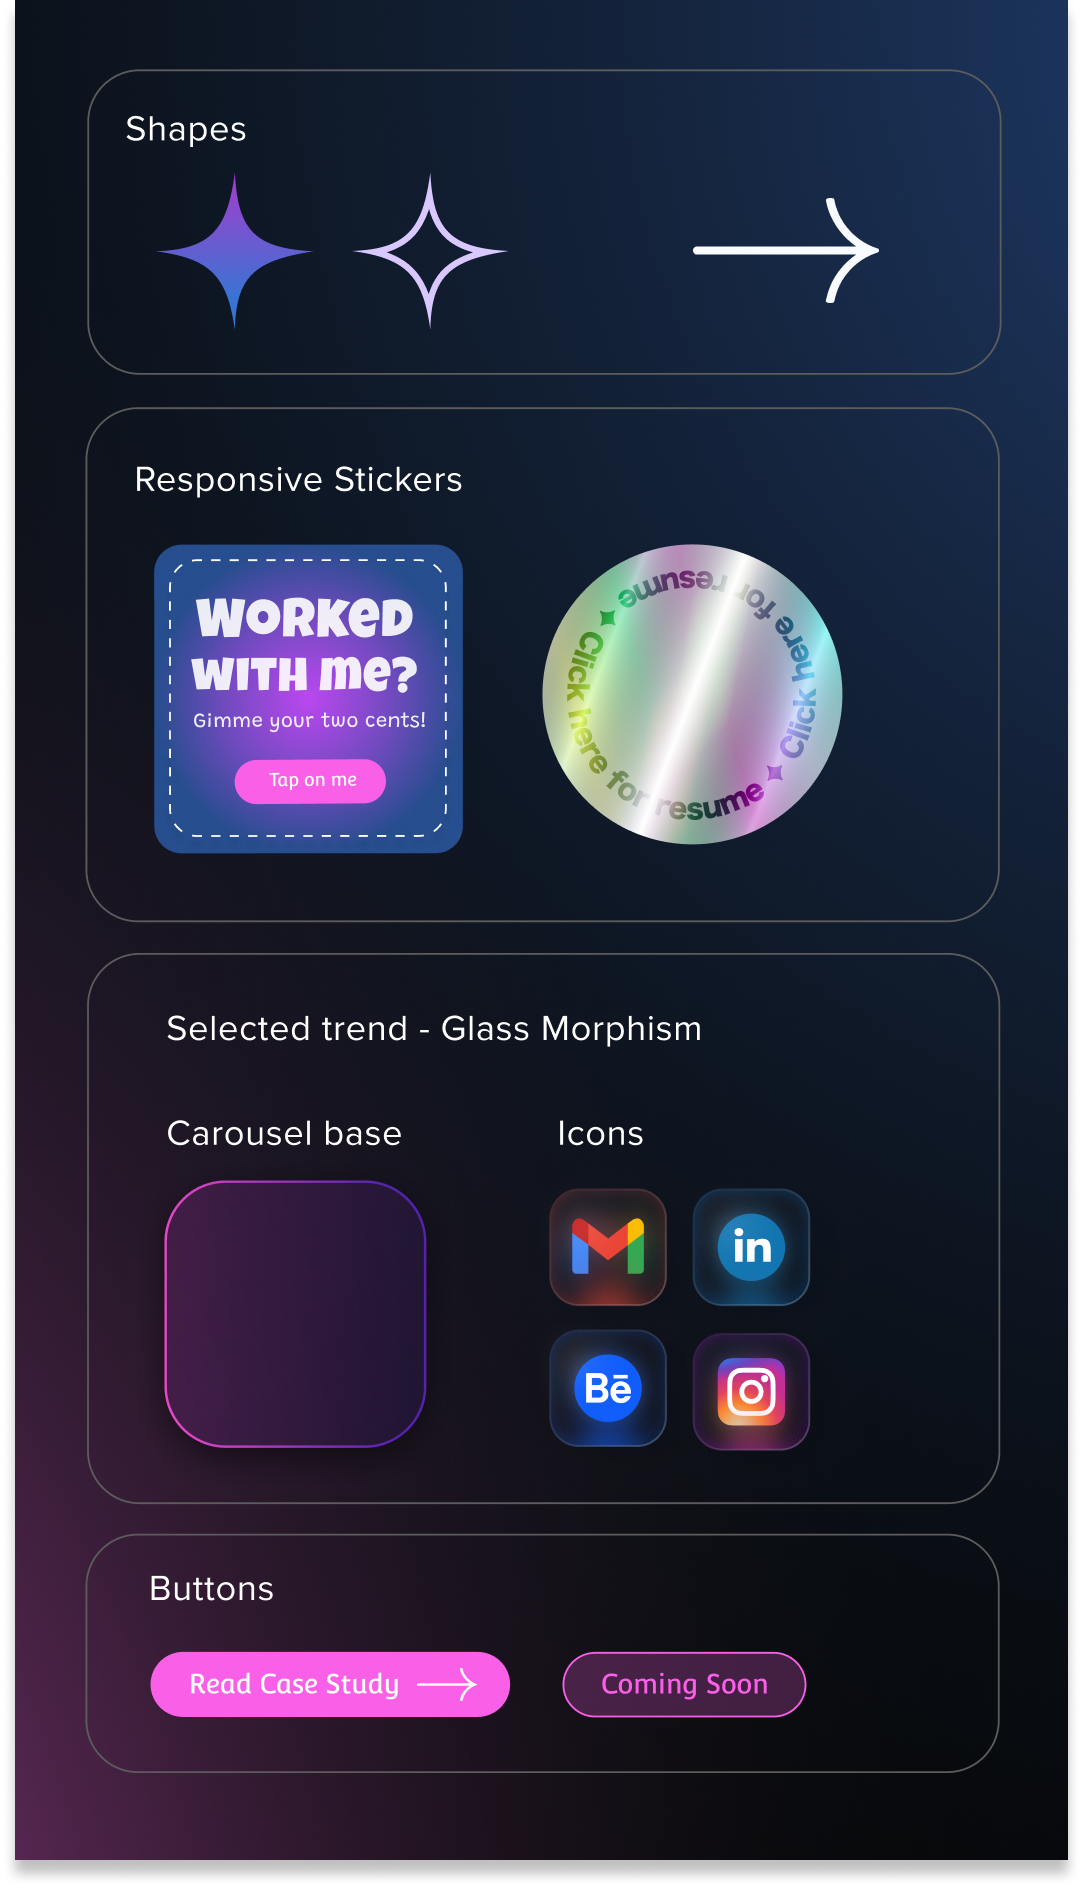 Shapes
Responsive Stickers
Worked
with me?
Gimme your two cents!
Tap on me
Click here for resume ✦ Click here for resume ✦
Selected trend - Glass Morphism
Carousel base
Icons
in
Bē
Buttons
Read Case Study
Coming Soon